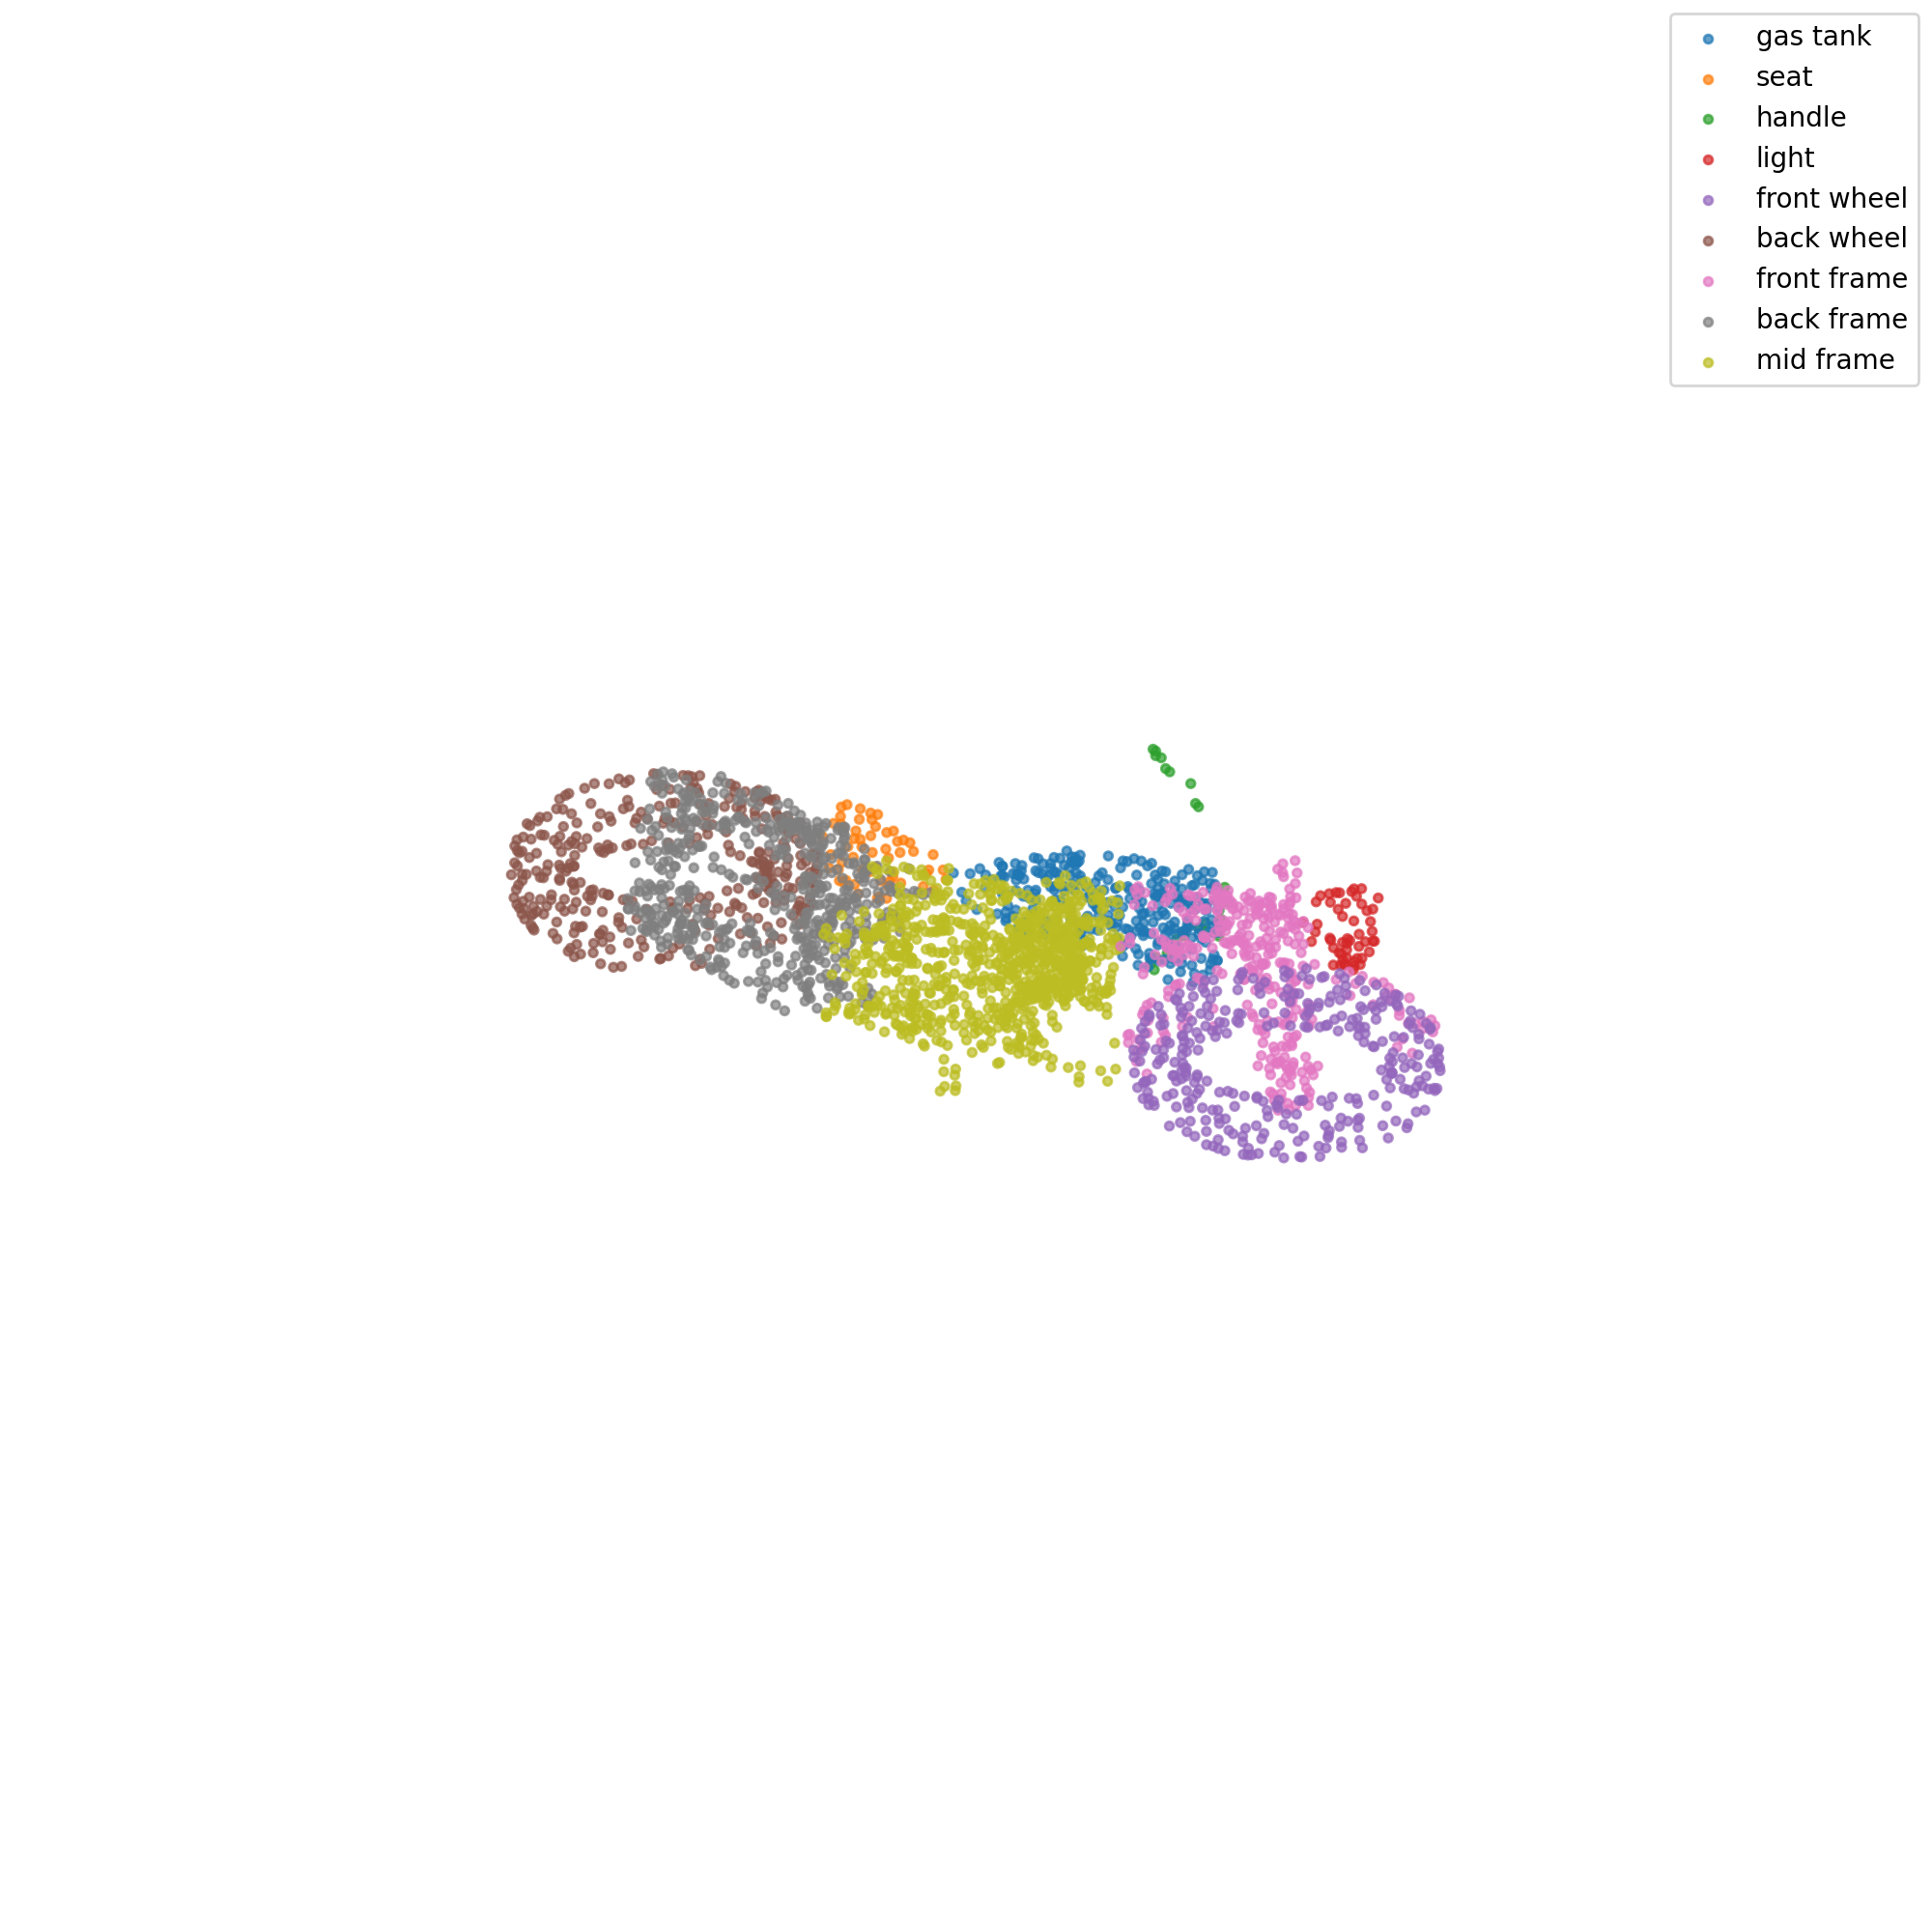 gas tank
seat
handle
light
front wheel
back wheel
front frame
back frame
mid frame